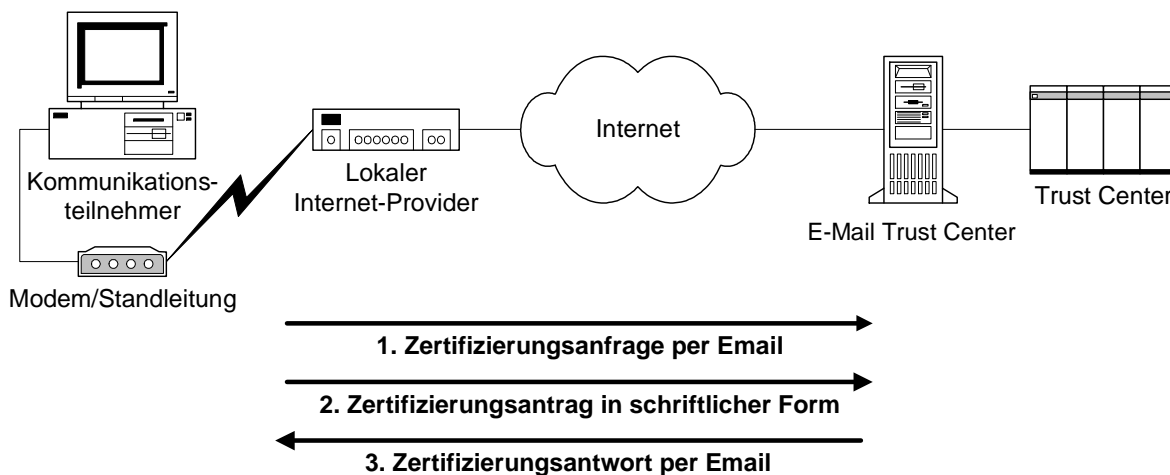 Internet
Kommunikations-
teilnehmer
Lokaler
Internet-Provider
E-Mail Trust Center
Trust Center
Modem/Standleitung
1. Zertifizierungsanfrage per Email
2. Zertifizierungsantrag in schriftlicher Form
3. Zertifizierungsantwort per Email